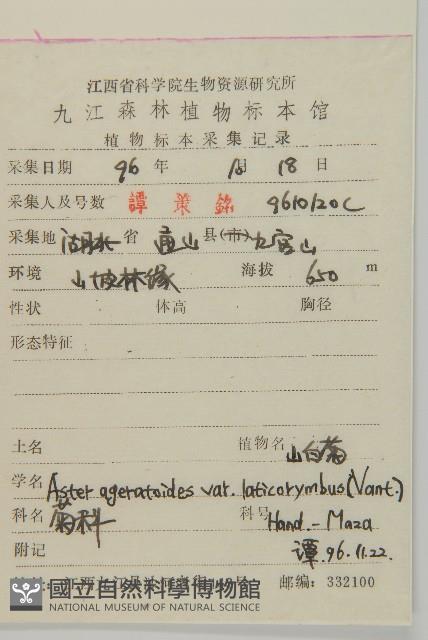 江西省科学院生物资源研究所
九江森林植物标本馆
植物标本采集记录
采集日期 96 年 10 月 18 日
采集人及号数 譚策铭 9610120C
采集地 湖北 省 通山 县(市) 九宫山
环境 山坡林缘 海拔 650 m
性状 体高 胸径
形态特征
土名 植物名 山白菊
学名 Aster ageratoides var. laticorymbus (Vant.)
科名 菊科 科号 Hand.-Maza
附记 譚.96.11.22.
邮编: 332100
國立自然科學博物館
NATIONAL MUSEUM OF NATURAL SCIENCE